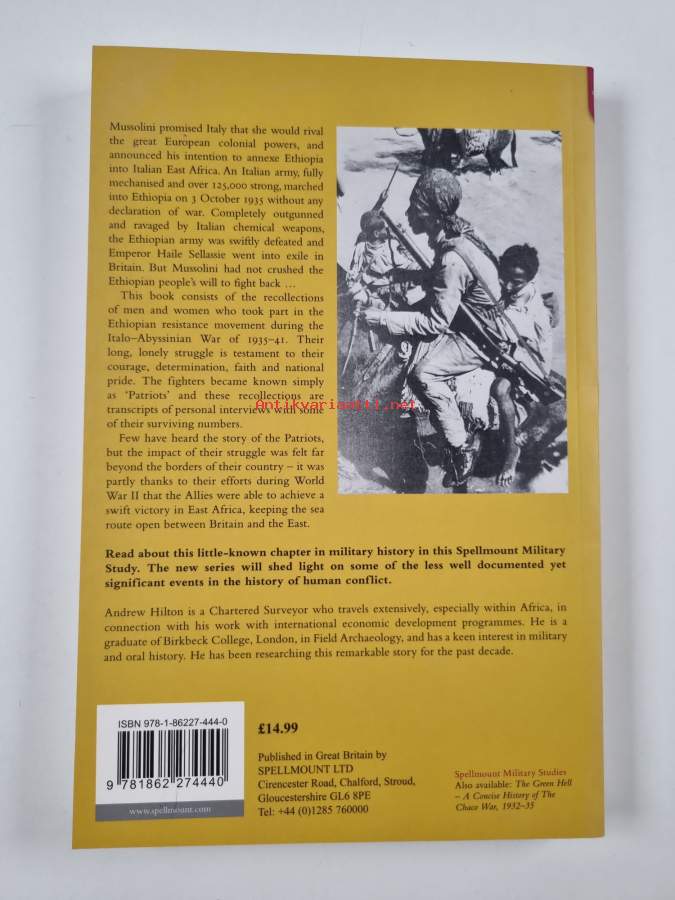 Mussolini promised Italy that she would rival
the great European colonial powers, and
announced his intention to annexe Ethiopia
into Italian East Africa. An Italian army, fully
mechanised and over 125,000 strong, marched
into Ethiopia on 3 October 1935 without any
declaration of war. Completely outgunned
and ravaged by Italian chemical weapons,
the Ethiopian army was swiftly defeated and
Emperor Haile Sellassie went into exile in
Britain. But Mussolini had not crushed the
Ethiopian people's will to fight back …
This book consists of the recollections
of men and women who took part in the
Ethiopian resistance movement during the
Italo–Abyssinian War of 1935–41. Their
long, lonely struggle is testament to their
courage, determination, faith and national
pride. The fighters became known simply
as 'Patriots' and these recollections are
transcripts of personal interviews with some
of their surviving numbers.
Few have heard the story of the Patriots,
but the impact of their struggle was felt far
beyond the borders of their country – it was
partly thanks to their efforts during World
War II that the Allies were able to achieve a
swift victory in East Africa, keeping the sea
route open between Britain and the East.
Antikvariaatti.net
Read about this little-known chapter in military history in this Spellmount Military
Study. The new series will shed light on some of the less well documented yet
significant events in the history of human conflict.
Andrew Hilton is a Chartered Surveyor who travels extensively, especially within Africa, in
connection with his work with international economic development programmes. He is a
graduate of Birkbeck College, London, in Field Archaeology, and has a keen interest in military
and oral history. He has been researching this remarkable story for the past decade.
ISBN 978-1-86227-444-0
9 781862 274440
www.spellmount.com
£14.99
Published in Great Britain by
SPELLMOUNT LTD
Cirencester Road, Chalford, Stroud,
Gloucestershire GL6 8PE
Tel: +44 (0)1285 760000
Spellmount Military Studies
Also available: The Green Hell
– A Concise History of The
Chaco War, 1932–35